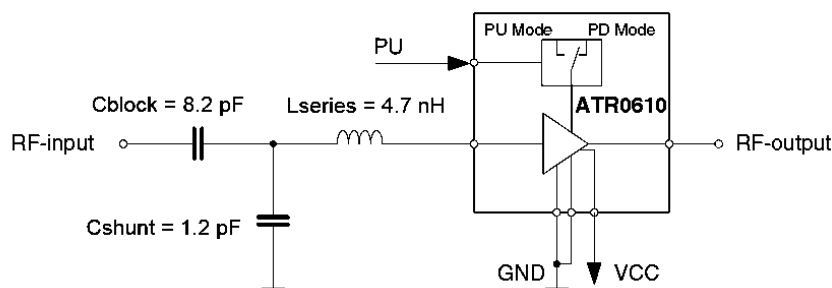 PU Mode PD Mode
PU
ATR0610
Cblock = 8.2 pF
Lseries = 4.7 nH
RF-input
RF-output
Cshunt = 1.2 pF
GND
VCC